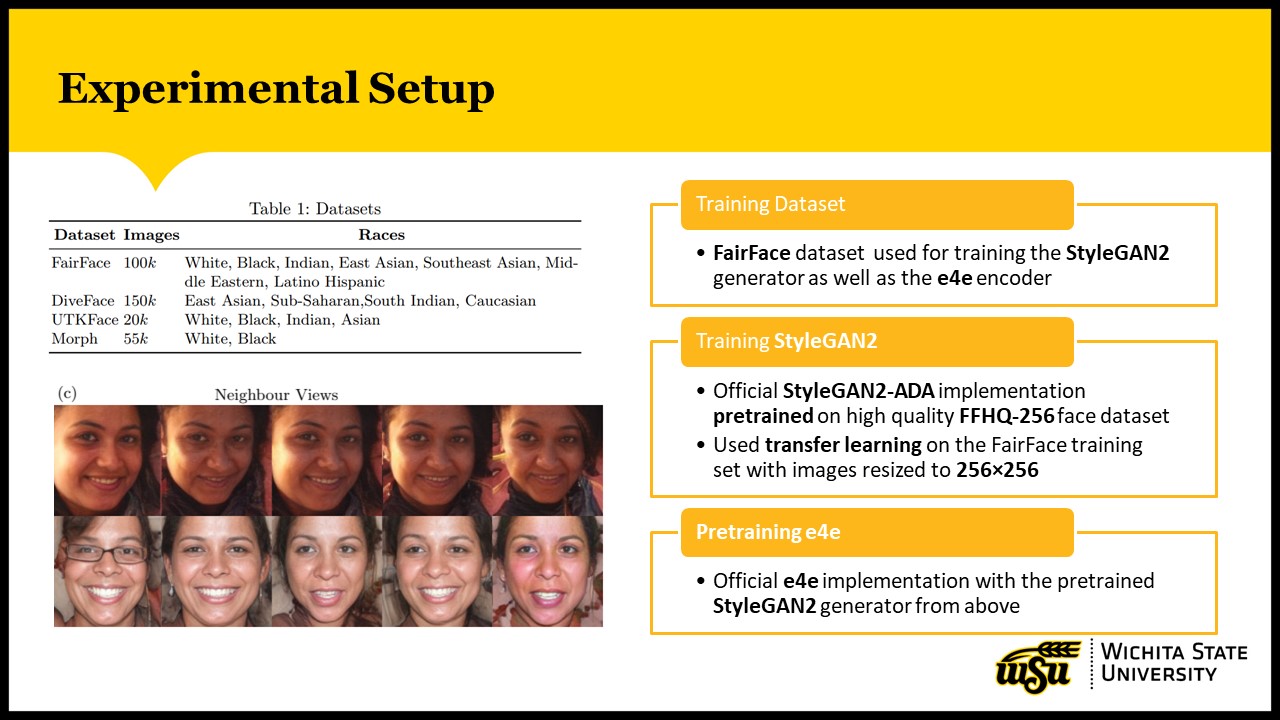 Experimental Setup
Table 1: Datasets
Dataset Images Races
FairFace 100k White, Black, Indian, East Asian, Southeast Asian, Mid-
dle Eastern, Latino Hispanic
DiveFace 150k East Asian, Sub-Saharan,South Indian, Caucasian
UTKFace 20k White, Black, Indian, Asian
Morph 55k White, Black
(c) Neighbour Views
Training Dataset
• FairFace dataset used for training the StyleGAN2
generator as well as the e4e encoder
Training StyleGAN2
• Official StyleGAN2-ADA implementation
pretrained on high quality FFHQ-256 face dataset
• Used transfer learning on the FairFace training
set with images resized to 256×256
Pretraining e4e
• Official e4e implementation with the pretrained
StyleGAN2 generator from above
wsu
WICHITA STATE
UNIVERSITY